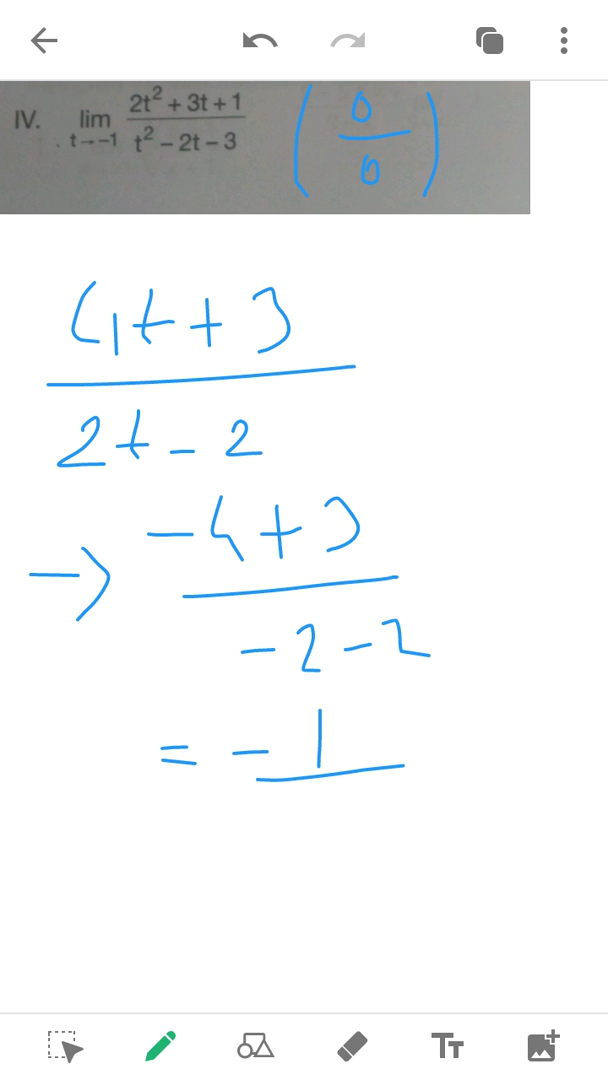 IV. lim t→-1 (2t² + 3t + 1)/(t² - 2t - 3) (0/0)
4t + 3
2t - 2
→ -4 + 3
-2 - 2
= -1
TT